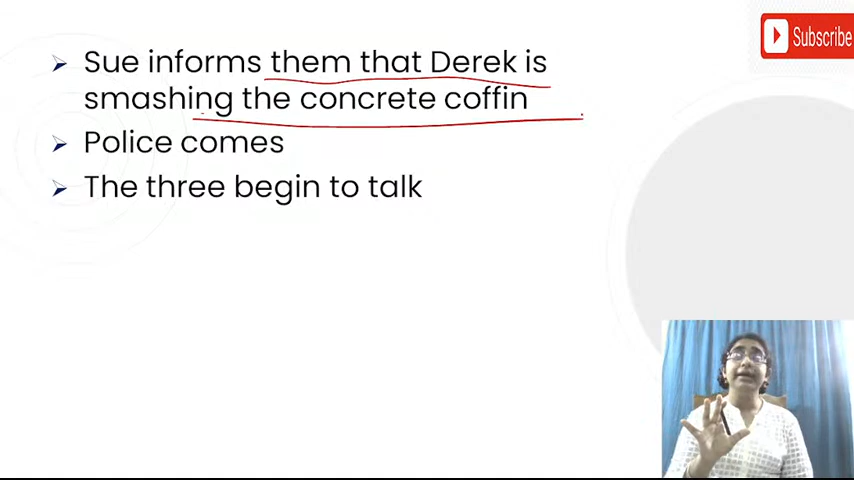 Subscribe
Sue informs them that Derek is
smashing the concrete coffin
Police comes
The three begin to talk